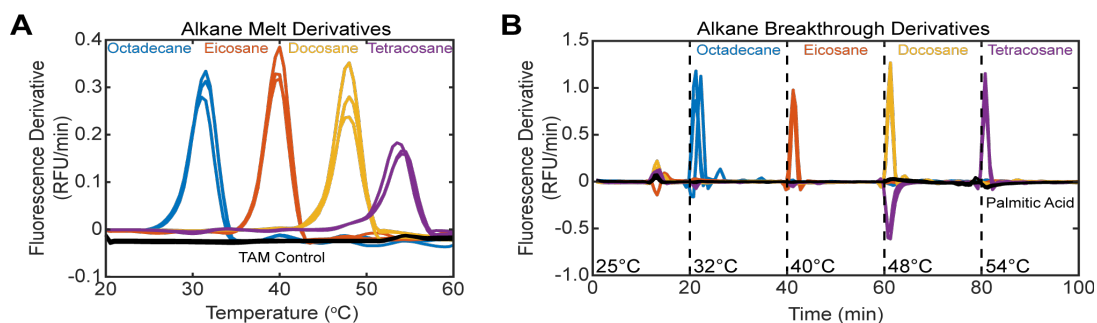 A
Alkane Melt Derivatives
Octadecane Eicosane Docosane Tetracosane
0.4
0.3
0.2
0.1
0
-0.1
Fluorescence Derivative
(RFU/min)
TAM Control
20 30 40 50 60
Temperature (°C)
B
Alkane Breakthrough Derivatives
Octadecane Eicosane Docosane Tetracosane
1.5
1.0
0.5
0
-0.5
-1.0
Fluorescence Derivative
(RFU/min)
Palmitic Acid
25°C 32°C 40°C 48°C 54°C
0 20 40 60 80 100
Time (min)